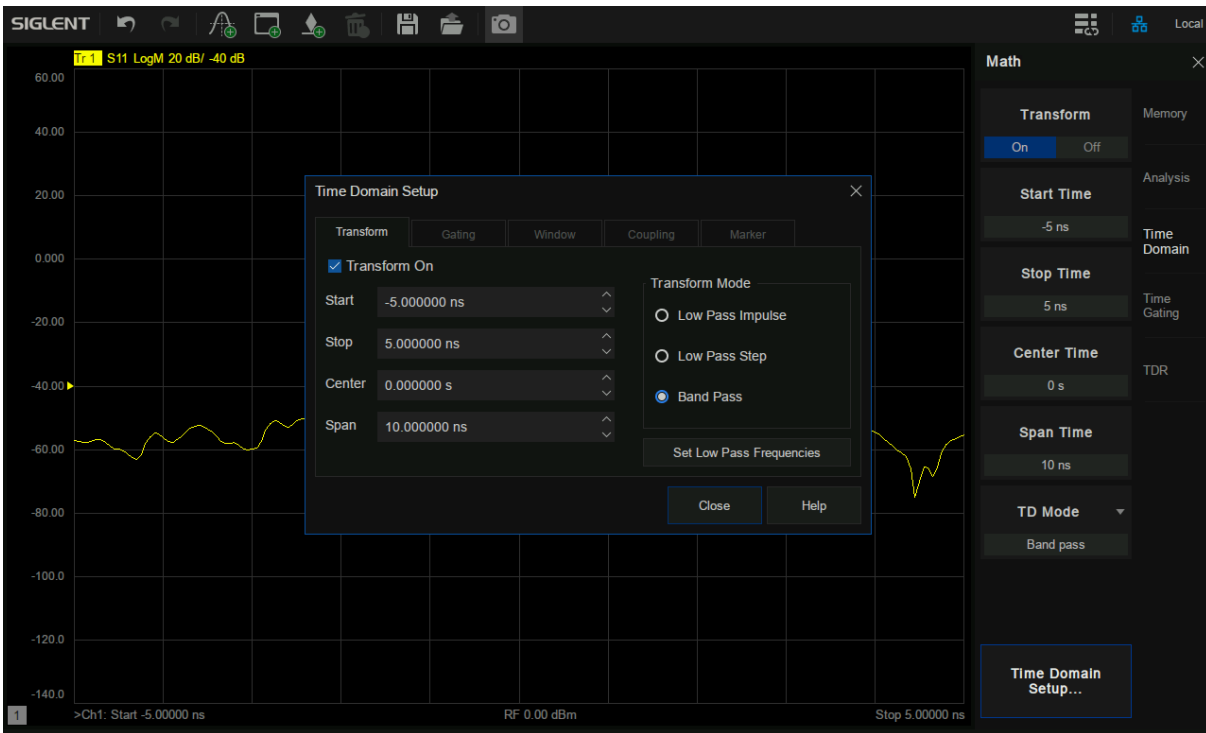 SIGLENT
Local
Tr 1 S11 LogM 20 dB/ -40 dB
60.00
40.00
20.00
0.000
-20.00
-40.00
-60.00
-80.00
-100.0
-120.0
-140.0
1
>Ch1: Start -5.00000 ns
RF 0.00 dBm
Stop 5.00000 ns
Time Domain Setup
Transform
Gating
Window
Coupling
Marker
Transform On
Start
-5.000000 ns
Stop
5.000000 ns
Center
0.000000 s
Span
10.000000 ns
Transform Mode
Low Pass Impulse
Low Pass Step
Band Pass
Set Low Pass Frequencies
Close
Help
Math
Transform
On
Off
Start Time
-5 ns
Stop Time
5 ns
Center Time
0 s
Span Time
10 ns
TD Mode
Band pass
Time Domain
Setup...
Memory
Analysis
Time
Domain
Time
Gating
TDR